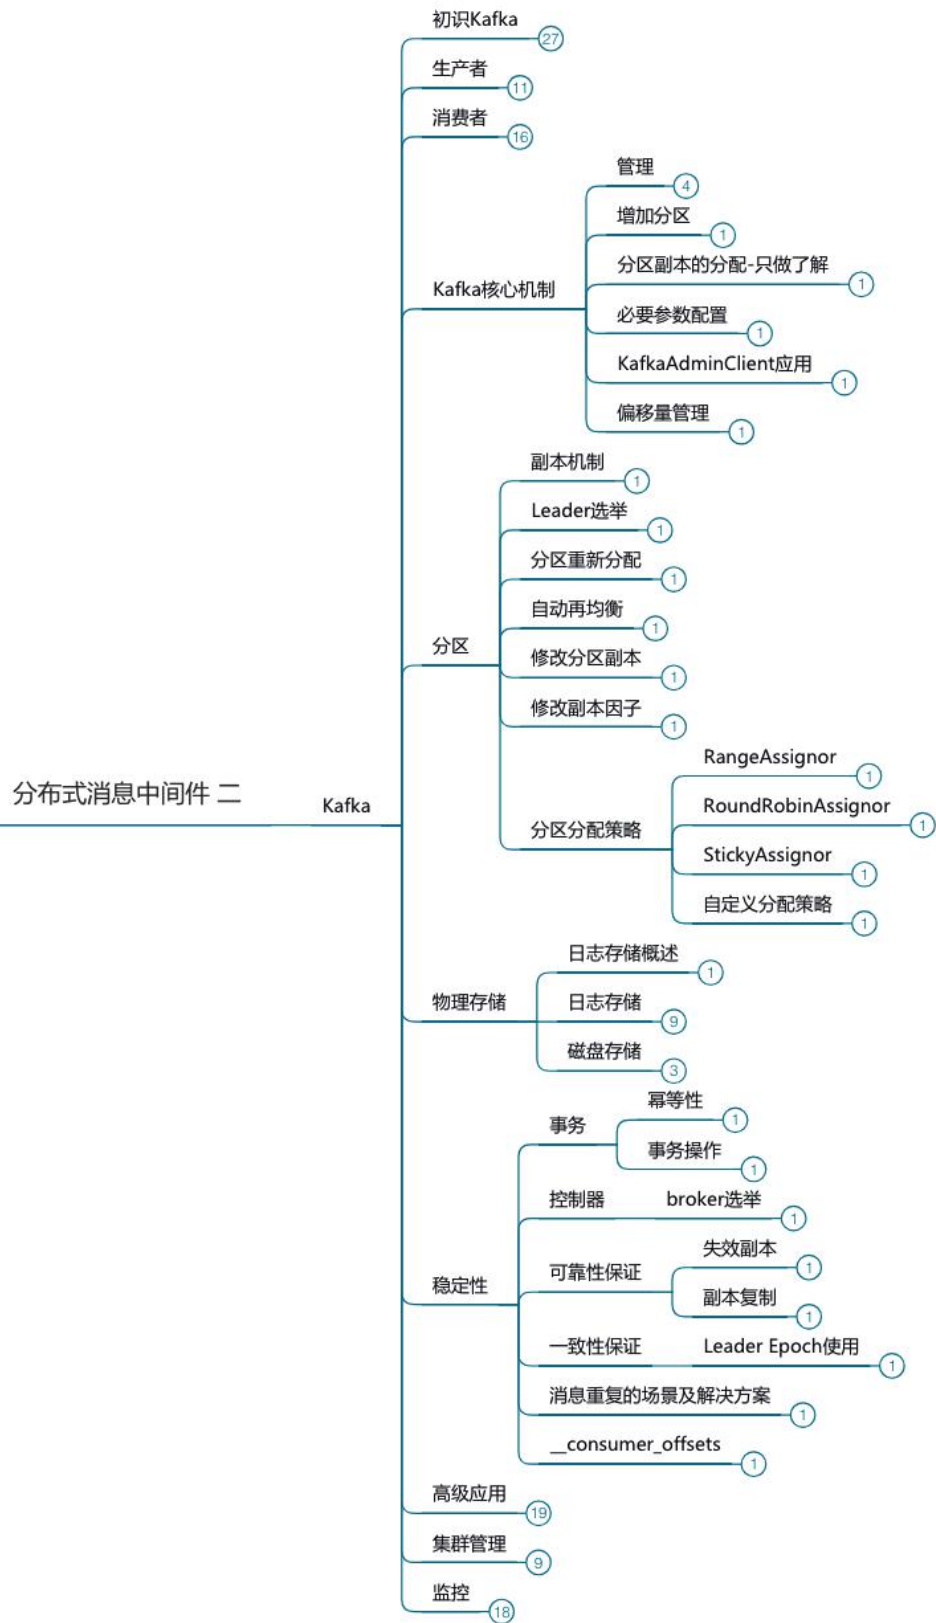 初识Kafka
27
生产者
11
消费者
16
管理
4
增加分区
1
分区副本的分配-只做了解
1
Kafka核心机制
必要参数配置
1
KafkaAdminClient应用
1
偏移量管理
1
副本机制
1
Leader选举
1
分区重新分配
1
自动再均衡
1
分区
修改分区副本
1
修改副本因子
1
RangeAssignor
1
分布式消息中间件 二
Kafka
RoundRobinAssignor
1
分区分配策略
StickyAssignor
1
自定义分配策略
1
日志存储概述
1
物理存储
日志存储
9
磁盘存储
3
幂等性
1
事务
事务操作
1
控制器
broker选举
1
失效副本
1
可靠性保证
稳定性
副本复制
1
一致性保证
Leader Epoch使用
1
消息重复的场景及解决方案
1
__consumer_offsets
1
高级应用
19
集群管理
9
监控
18